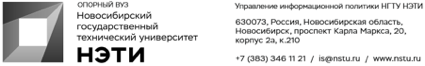 ОПОРНЫЙ ВУЗ
Новосибирский
государственный
технический университет
НЭТИ
Управление информационной политики НГТУ НЭТИ
630073, Россия, Новосибирская область,
Новосибирск, проспект Карла Маркса, 20,
корпус 2а, к.210
+7 (383) 346 11 21 / is@nstu.ru / www.nstu.ru